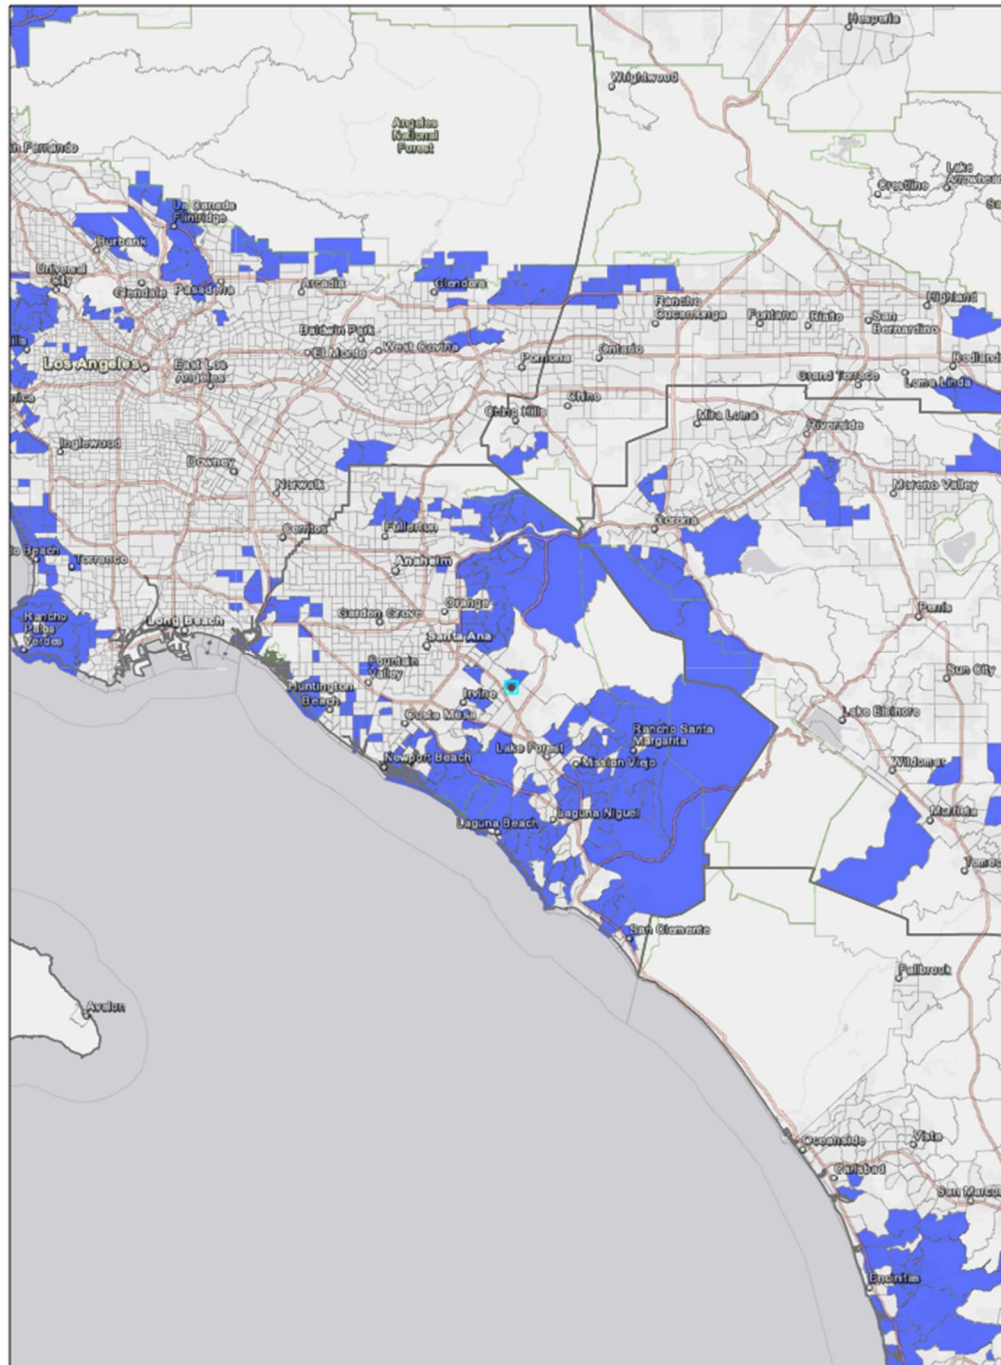 Hesperia
Wrightwood
Angeles
National
Forest
n Fernando
Lake
Arrowhead
Crestline
La Canada
Flintridge
Burbank
Universal
City
Glendale
Pasadena
Arcadia
Glendora
Rancho
Cucamonga
Fontana
Rialto
San
Bernardino
Highland
Baldwin Park
West Covina
El Monte
Los Angeles
East Los
Angeles
Pomona
Ontario
Redland
Grand Terrace
Loma Linda
Chino
Chino Hills
Mira Loma
Riverside
Inglewood
Downey
Norwalk
Moreno Valley
Cerritos
Fullerton
Corona
to Beach
Torrance
Anaheim
Rancho
Palos
Verdes
Long Beach
Garden Grove
Orange
Perris
Santa Ana
Fountain
Valley
Sun City
Huntington
Beach
Irvine
Costa Mesa
Lake Elsinore
Rancho Santa
Margarita
Lake Forest
Newport Beach
Mission Viejo
Wildomar
Laguna Beach
Laguna Niguel
Murrieta
Temec
San Clemente
Fallbrook
Avalon
Oceanside
Vista
Carlsbad
San Marco
Encinitas